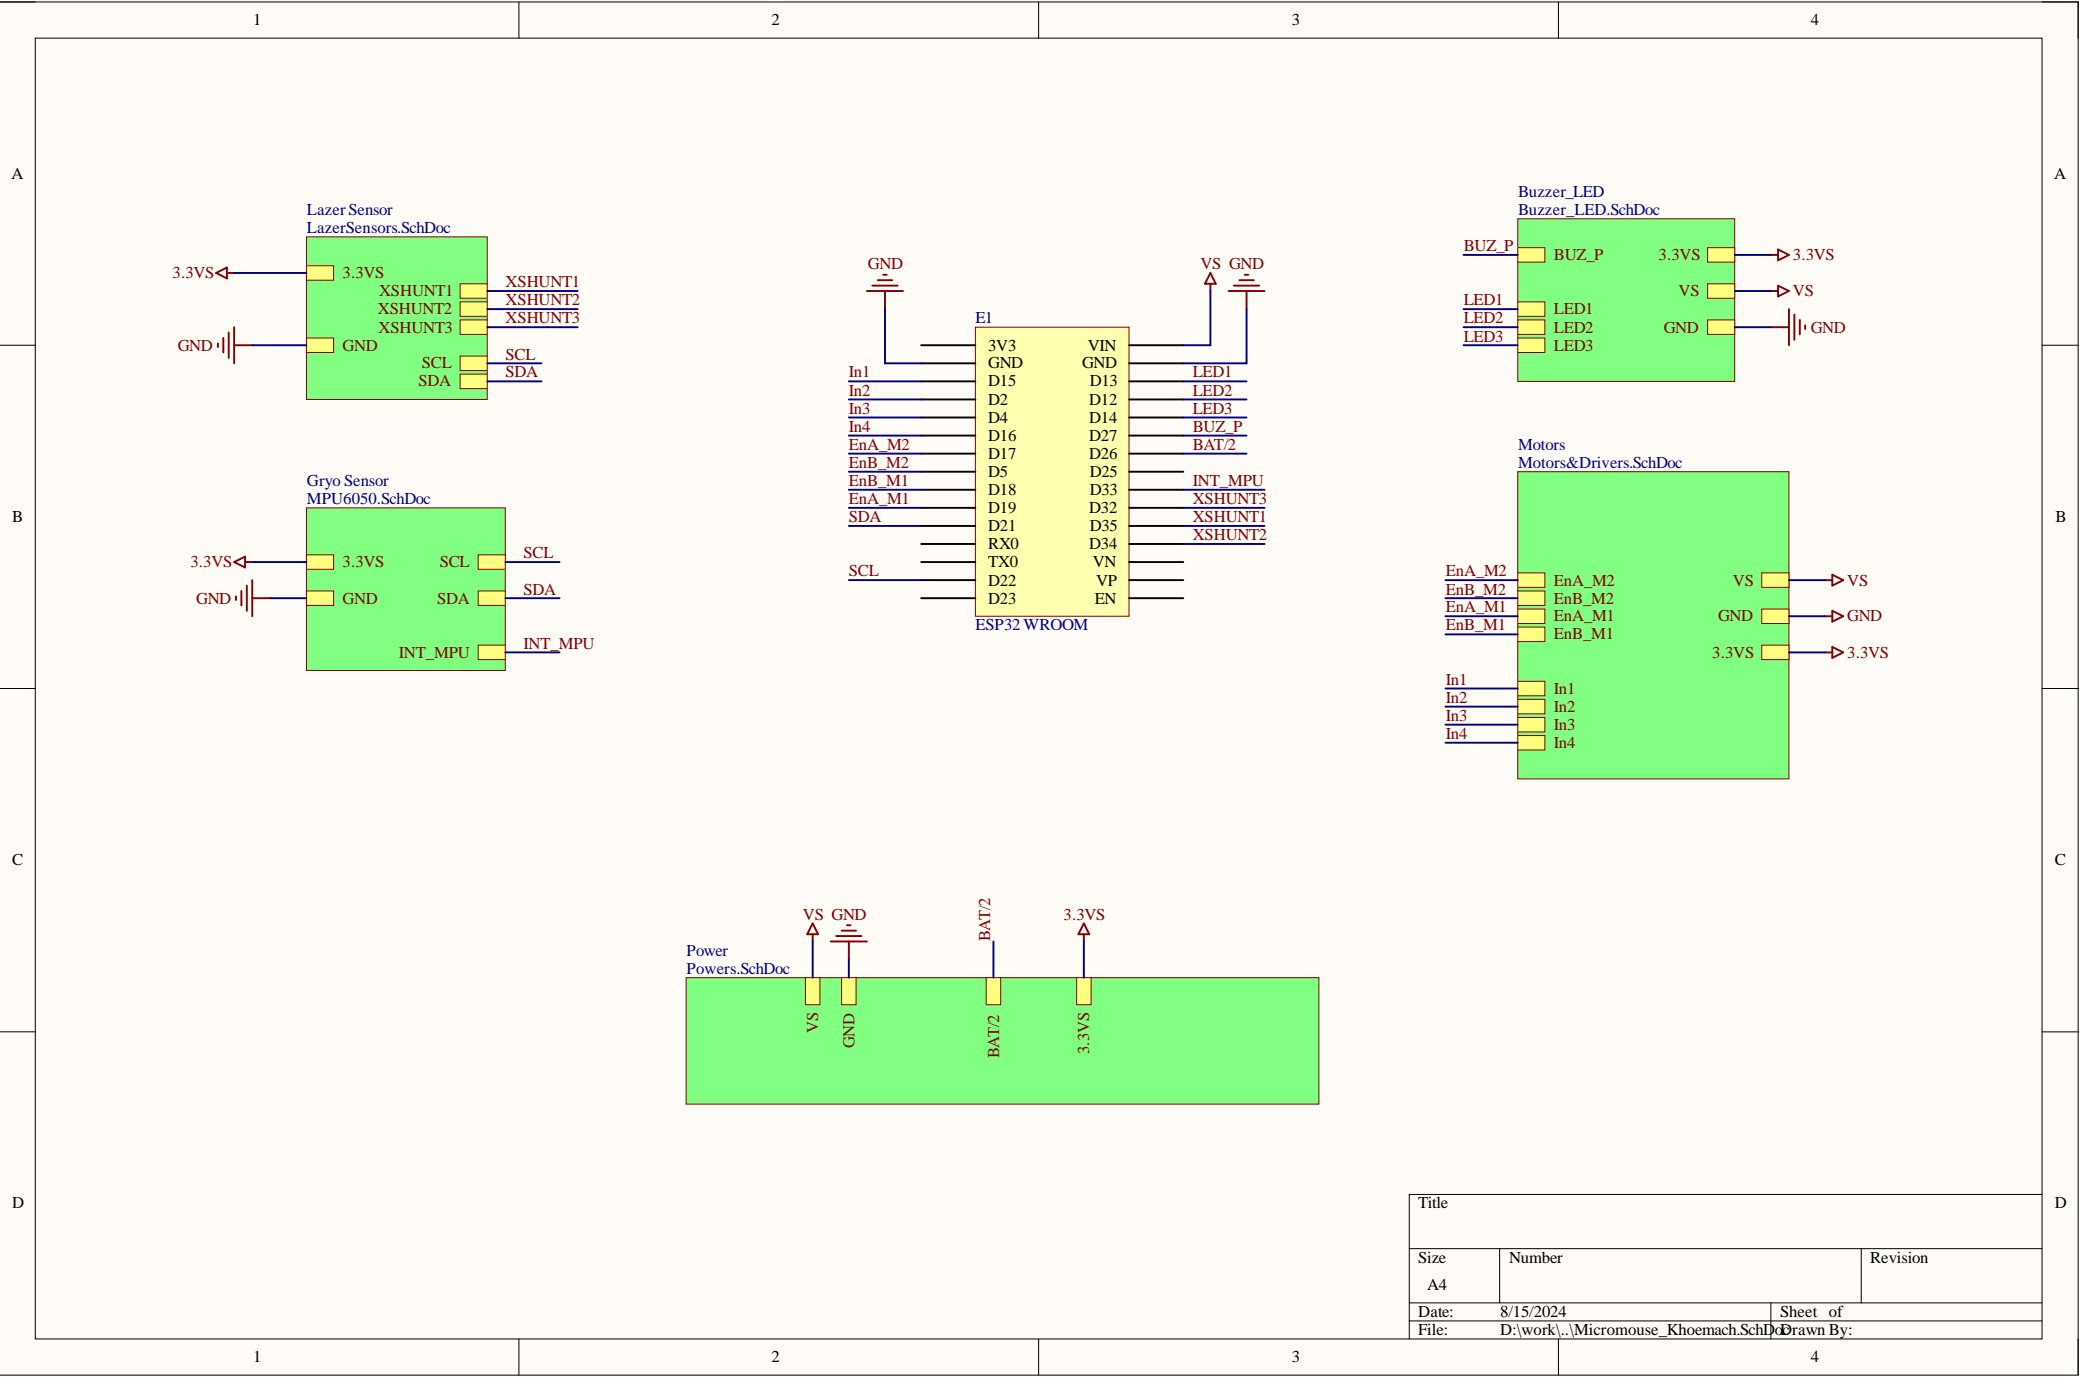 1 2 3 4
A A
B B
C C
D D
Lazer Sensor
LazerSensors.SchDoc
3.3VS 3.3VS
XSHUNT1 XSHUNT1
XSHUNT2 XSHUNT2
XSHUNT3 XSHUNT3
GND GND
SCL SCL
SDA SDA
Gryo Sensor
MPU6050.SchDoc
3.3VS 3.3VS SCL SCL
GND GND SDA SDA
INT_MPU INT_MPU
GND VS GND
E1
3V3 VIN
GND GND
In1 D15 D13 LED1
In2 D2 D12 LED2
In3 D4 D14 LED3
In4 D16 D27 BUZ_P
EnA_M2 D17 D26 BAT/2
EnB_M2 D5 D25
EnB_M1 D18 D33 INT_MPU
EnA_M1 D19 D32 XSHUNT3
SDA D21 D35 XSHUNT1
RX0 D34 XSHUNT2
TX0 VN
SCL D22 VP
D23 EN
ESP32 WROOM
Buzzer_LED
Buzzer_LED.SchDoc
BUZ_P BUZ_P 3.3VS 3.3VS
VS VS
LED1 LED1
LED2 LED2 GND GND
LED3 LED3
Motors
Motors&Drivers.SchDoc
EnA_M2 EnA_M2 VS VS
EnB_M2 EnB_M2
EnA_M1 EnA_M1 GND GND
EnB_M1 EnB_M1
3.3VS 3.3VS
In1 In1
In2 In2
In3 In3
In4 In4
VS GND BAT/2 3.3VS
Power
Powers.SchDoc
VS GND BAT/2 3.3VS
Title
Size Number Revision
A4
Date: 8/15/2024 Sheet of
File: D:\work\..\Micromouse_Khoemach.SchDoc Drawn By:
1 2 3 4